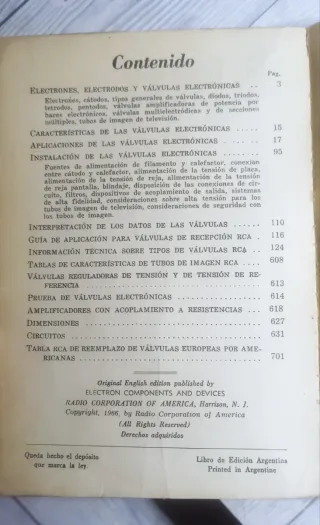 Contenido
Pág.
ELECTRONES, ELECTRODOS Y VÁLVULAS ELECTRÓNICAS .. 3
Electrones, cátodos, tipos generales de válvulas, diodos, triodos,
tetrodos, pentodos, válvulas amplificadoras de potencia por
haces electrónicos, válvulas multielectródicas y de secciones
múltiples, tubos de imagen de televisión.
CARACTERÍSTICAS DE LAS VÁLVULAS ELECTRÓNICAS ..... 15
APLICACIONES DE LAS VÁLVULAS ELECTRÓNICAS ... .. 17
INSTALACIÓN DE LAS VÁLVULAS ELECTRÓNICAS ........ 95
Fuentes de alimentación de filamento y calefactor, conexión
entre cátodo y calefactor, alimentación de la tensión de placa,
alimentación de la tensión de reja, alimentación de la tensión
de reja pantalla, blindaje, disposición de las conexiones de cir-
cuito, filtros, dispositivos de acoplamiento de salida, sistemas
de alta fidelidad, consideraciones sobre alta tensión para los
tubos de imagen de televisión, consideraciones de seguridad con
los tubos de imagen.
INTERPRETACIÓN DE LOS DATOS DE LAS VÁLVULAS ...... 110
GUÍA DE APLICACIÓN PARA VÁLVULAS DE RECEPCIÓN RCA . 116
INFORMACIÓN TÉCNICA SOBRE TIPOS DE VÁLVULAS RCA .. 124
TABLAS DE CARACTERÍSTICAS DE TUBOS DE IMAGEN RCA .... 608
VÁLVULAS REGULADORAS DE TENSIÓN Y DE TENSIÓN DE RE-
FERENCIA ........................................ 613
PRUEBA DE VÁLVULAS ELECTRÓNICAS .................. 614
AMPLIFICADORES CON ACOPLAMIENTO A RESISTENCIAS ... 618
DIMENSIONES ...................................... 627
CIRCUITOS ........................................ 631
TABLA RCA DE REEMPLAZO DE VÁLVULAS EUROPEAS POR AME-
RICANAS ......................................... 701
Original English edition published by
ELECTRON COMPONENTS AND DEVICES
RADIO CORPORATION OF AMERICA, Harrison, N. J.
Copyright, 1966, by Radio Corporation of America
(All Rights Reserved)
Derechos adquiridos
Queda hecho el depósito
que marca la ley.
Libro de Edición Argentina
Printed in Argentine